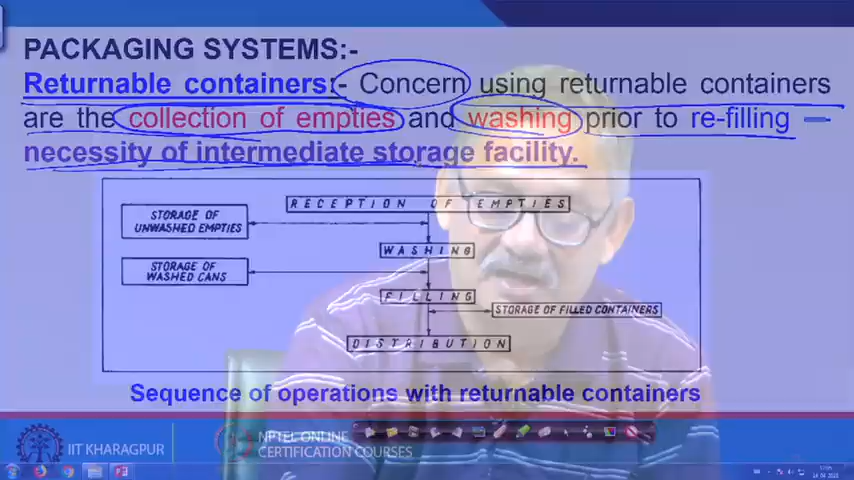 PACKAGING SYSTEMS:-
Returnable containers:- Concern using returnable containers
are the collection of empties and washing prior to re-filling —
necessity of intermediate storage facility.
RECEPTION OF EMPTIES
STORAGE OF
UNWASHED EMPTIES
WASHING
STORAGE OF
WASHED CANS
FILLING
STORAGE OF FILLED CONTAINERS
DISTRIBUTION
Sequence of operations with returnable containers
IIT KHARAGPUR
NPTEL ONLINE
CERTIFICATION COURSES